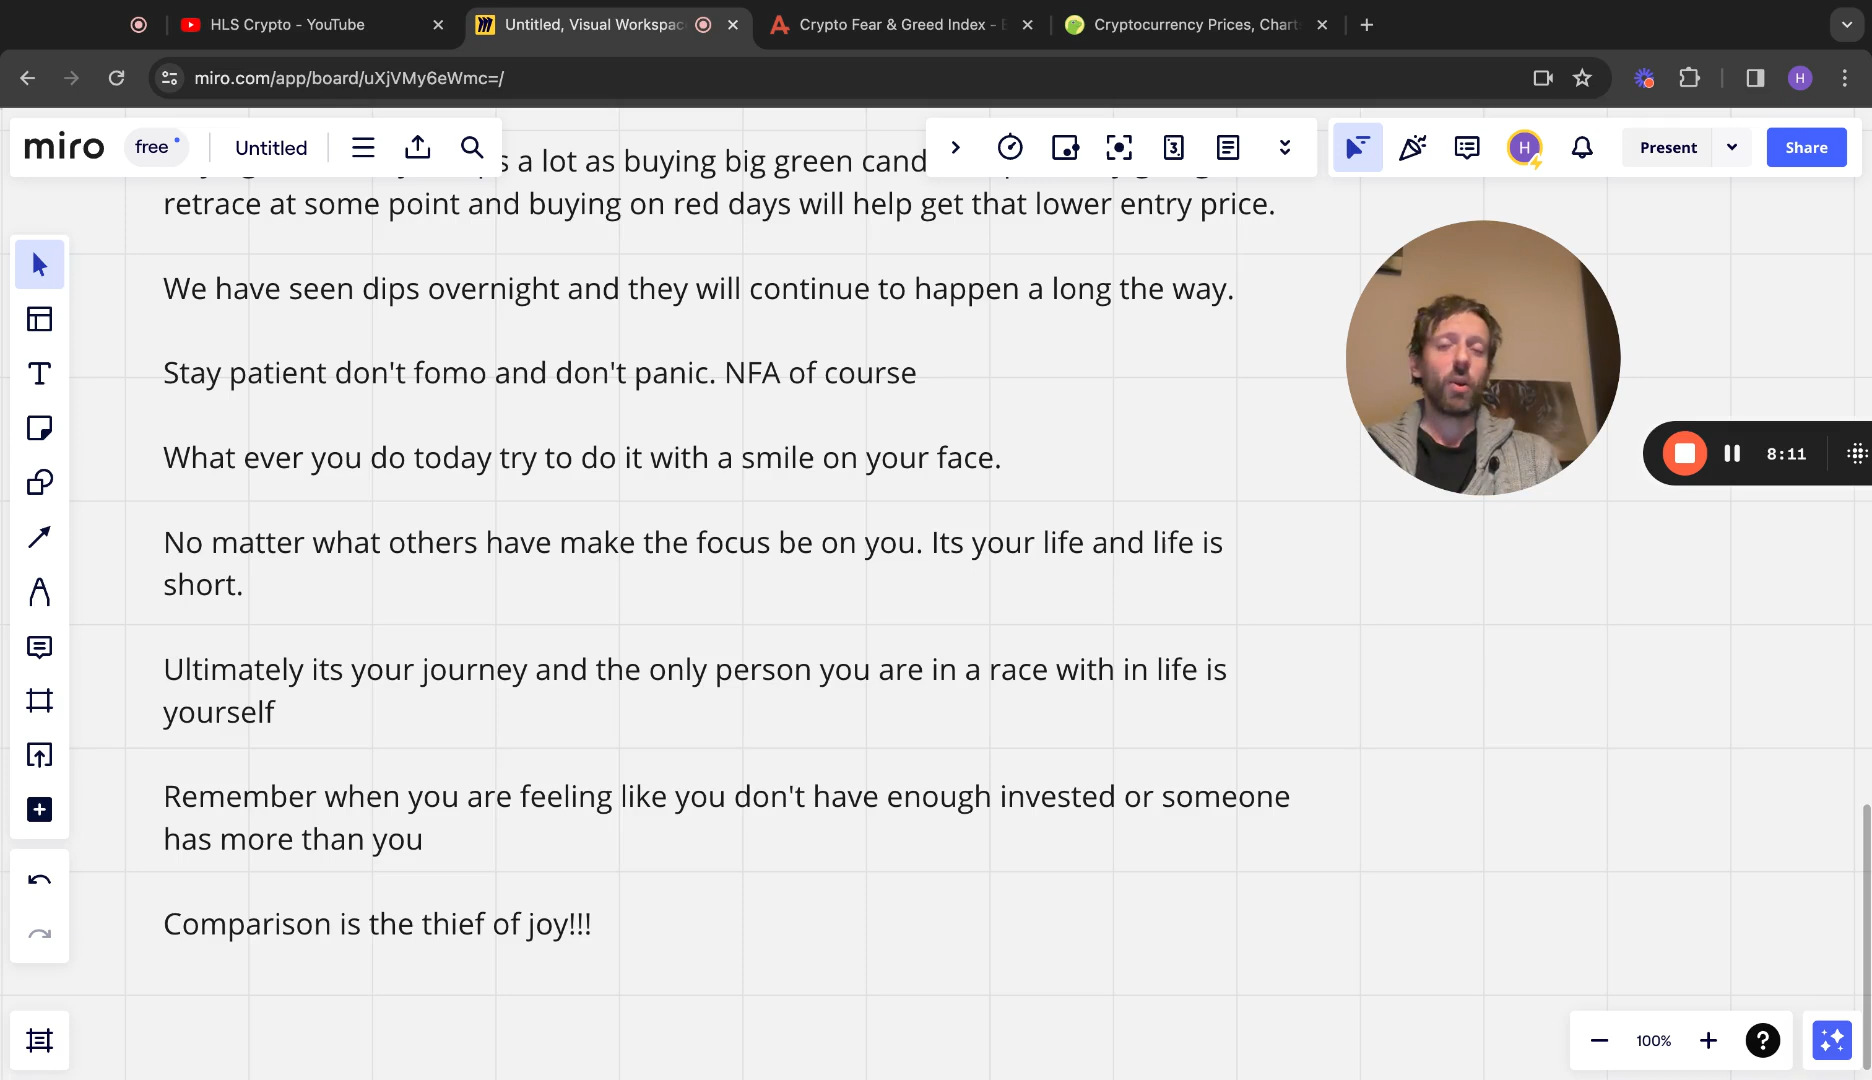 HLS Crypto - YouTube
Untitled, Visual Workspac
Crypto Fear & Greed Index -
Cryptocurrency Prices, Chart
miro.com/app/board/uXjVMy6eWmc=/
H
miro
free
Untitled
3
H
Present
Share
a lot as buying big green cand
retrace at some point and buying on red days will help get that lower entry price.
We have seen dips overnight and they will continue to happen a long the way.
Stay patient don't fomo and don't panic. NFA of course
8:11
What ever you do today try to do it with a smile on your face.
No matter what others have make the focus be on you. Its your life and life is
short.
Ultimately its your journey and the only person you are in a race with in life is
yourself
Remember when you are feeling like you don't have enough invested or someone
has more than you
Comparison is the thief of joy!!!
100%
?